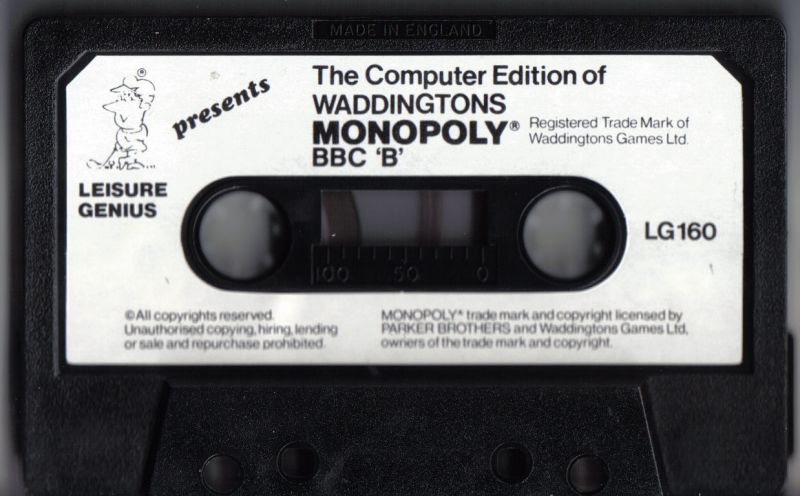 MADE IN ENGLAND
®
presents
LEISURE
GENIUS
The Computer Edition of
WADDINGTONS
MONOPOLY®
BBC 'B'
Registered Trade Mark of
Waddingtons Games Ltd.
LG160
100 50 0
©All copyrights reserved.
Unauthorised copying, hiring, lending
or sale and repurchase prohibited.
MONOPOLY® trade mark and copyright licensed by
PARKER BROTHERS and Waddingtons Games Ltd,
owners of the trade mark and copyright.